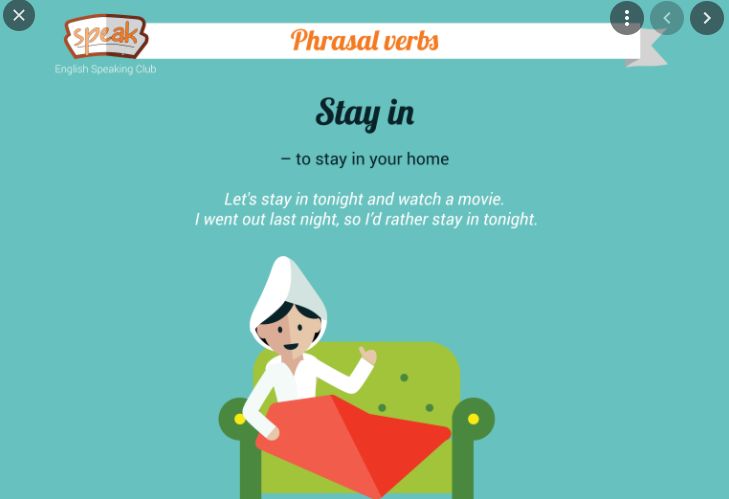 speak
English Speaking Club
Phrasal verbs
Stay in
– to stay in your home
Let's stay in tonight and watch a movie.
I went out last night, so I’d rather stay in tonight.